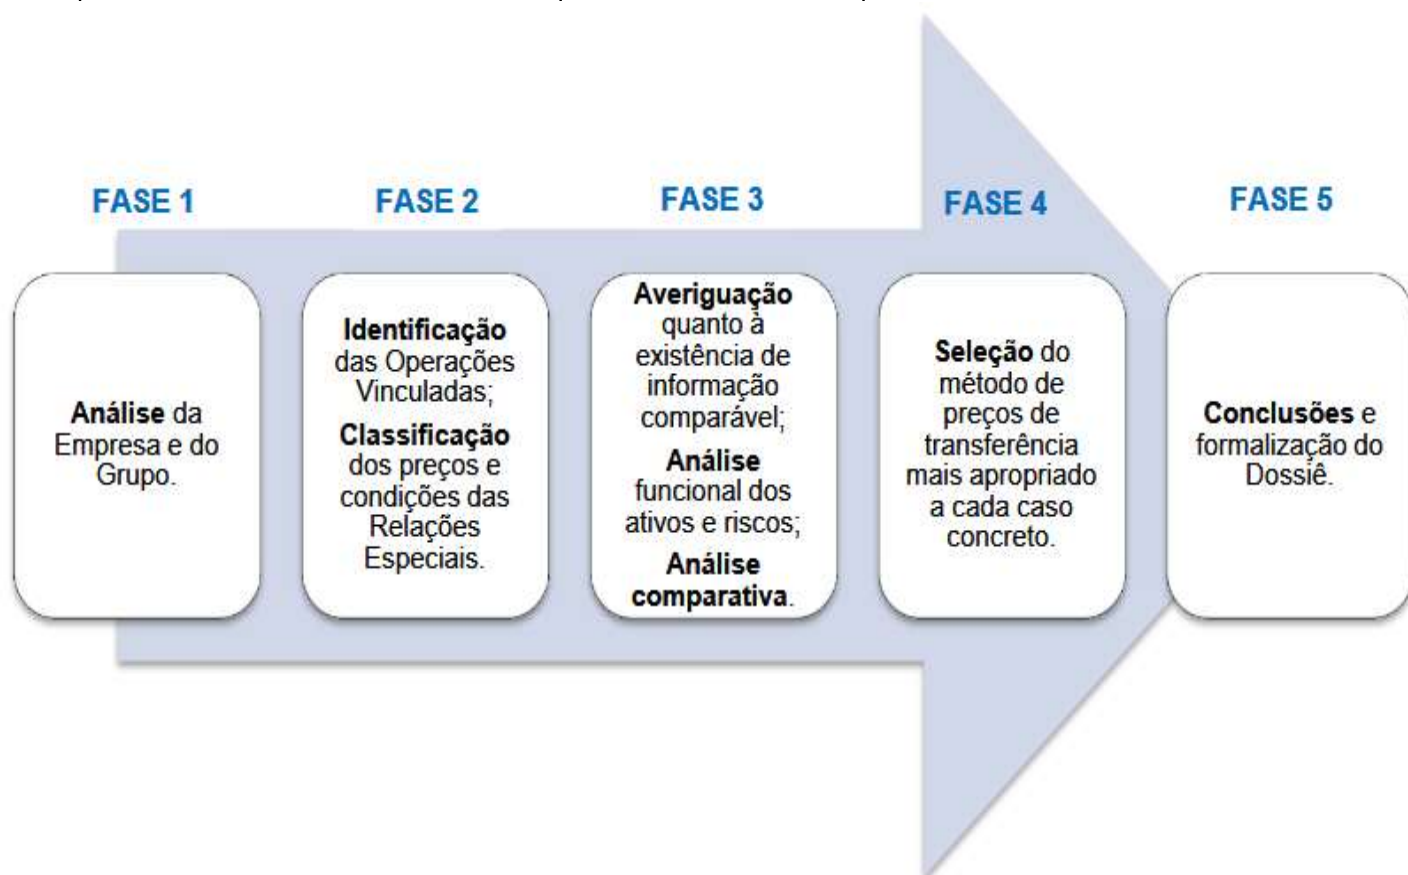 FASE 1
Análise da
Empresa e do
Grupo.
FASE 2
Identificação
das Operações
Vinculadas;
Classificação
dos preços e
condições das
Relações
Especiais.
FASE 3
Averiguação
quanto à
existência de
informação
comparável;
Análise
funcional dos
ativos e riscos;
Análise
comparativa.
FASE 4
Seleção do
método de
preços de
transferência
mais apropriado
a cada caso
concreto.
FASE 5
Conclusões e
formalização do
Dossiê.